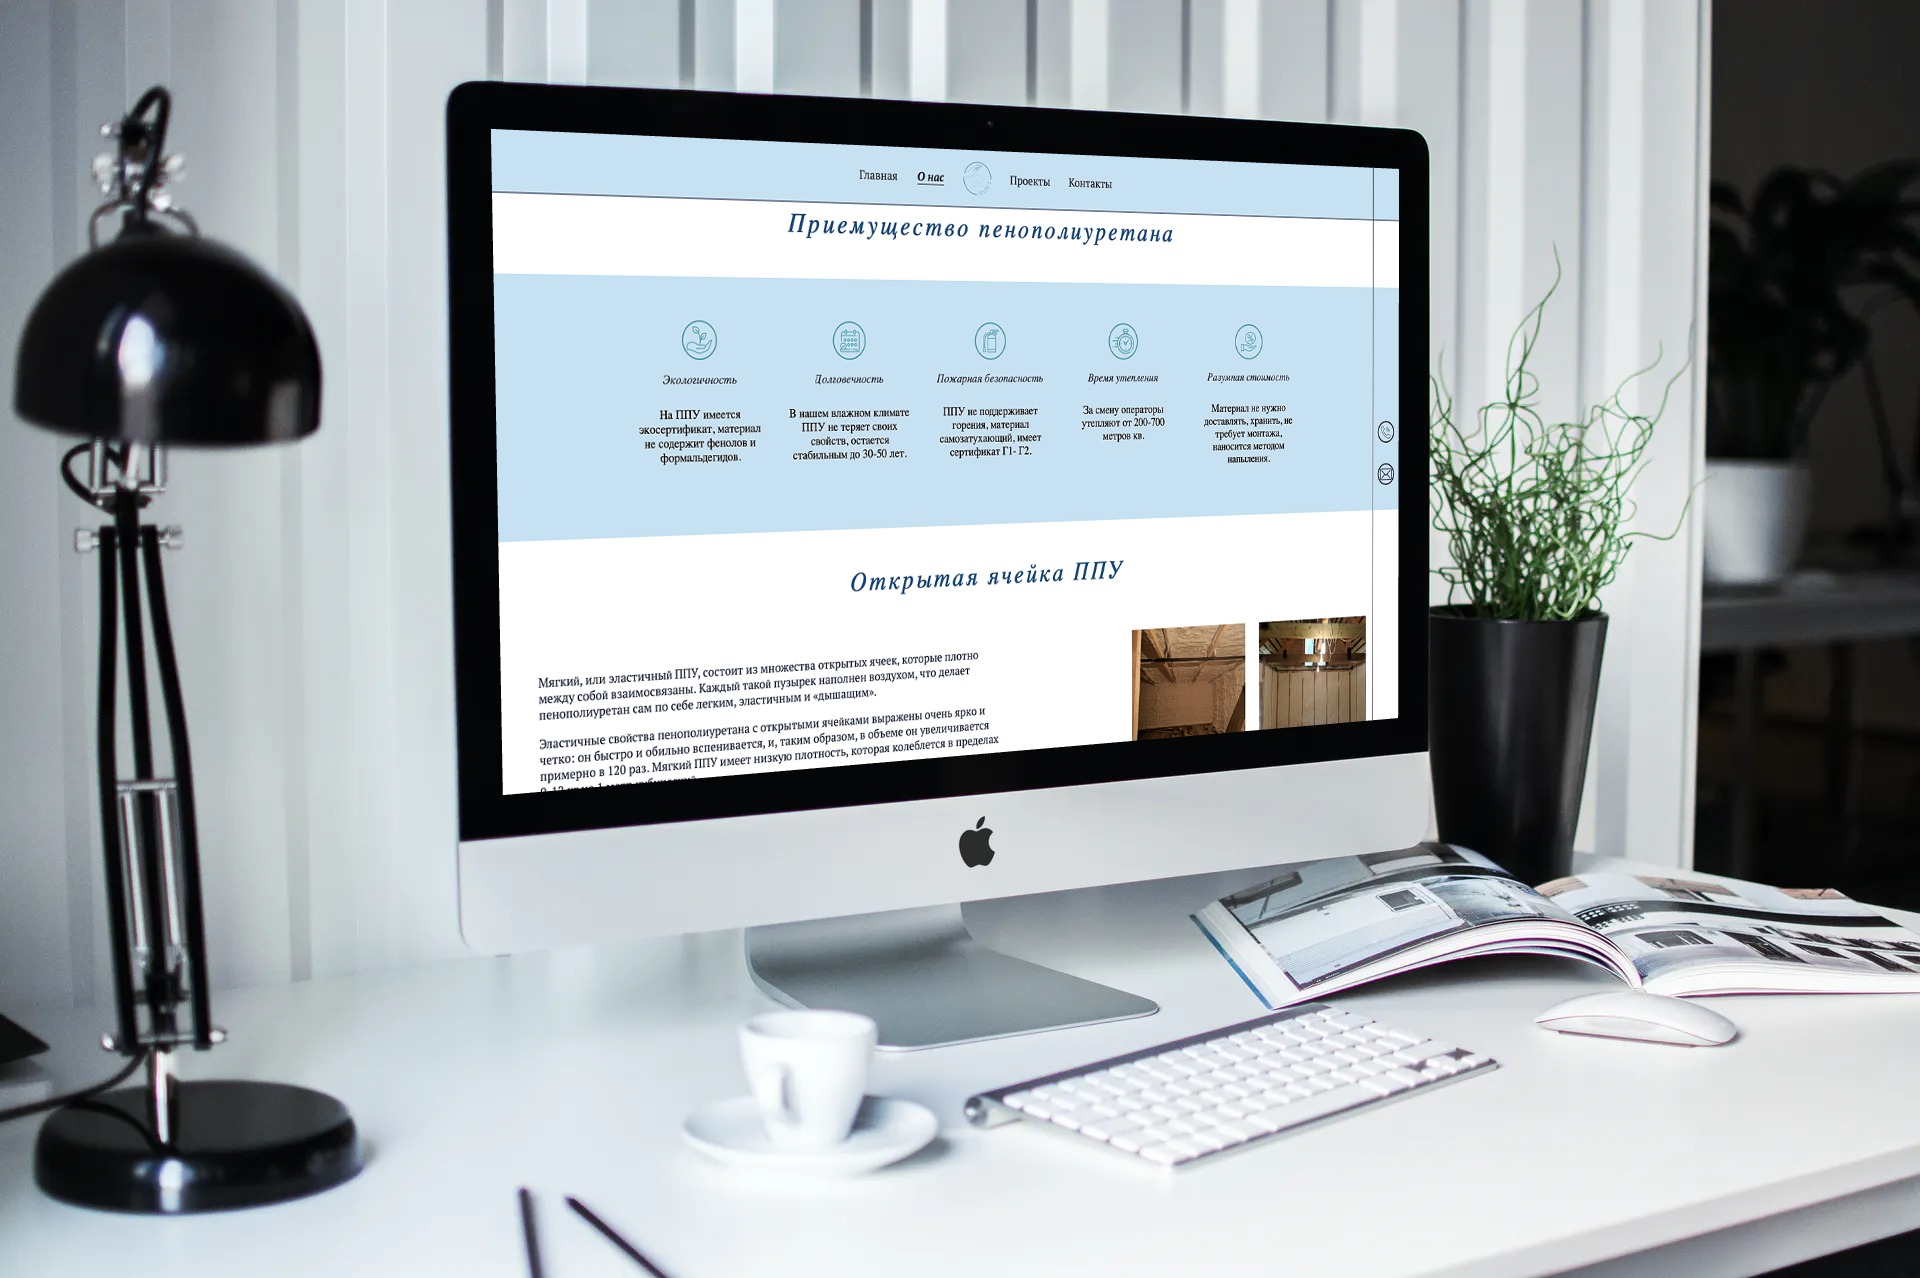 Главная О нас Проекты Контакты
Приемущество пенополиуретана
Экологичность
На ППУ имеется
экосертификат, материал
не содержит фенолов и
формальдегидов.
Долговечность
В нашем влажном климате
ППУ не теряет своих
свойств, остается
стабильным до 30-50 лет.
Пожарная безопасность
ППУ не поддерживает
горения, материал
самозатухающий, имеет
сертификат Г1- Г2.
Время утепления
За смену операторы
утепляют от 200-700
метров кв.
Разумная стоимость
Материал не нужно
доставлять, хранить, не
требует монтажа,
наносится методом
напыления.
Открытая ячейка ППУ
Мягкий, или эластичный ППУ, состоит из множества открытых ячеек, которые плотно
между собой взаимосвязаны. Каждый такой пузырек наполнен воздухом, что делает
пенополиуретан сам по себе легким, эластичным и «дышащим».
Эластичные свойства пенополиуретана с открытыми ячейками выражены очень ярко и
четко: он быстро и обильно вспенивается, и, таким образом, в объеме он увеличивается
примерно в 120 раз. Мягкий ППУ имеет низкую плотность, которая колеблется в пределах